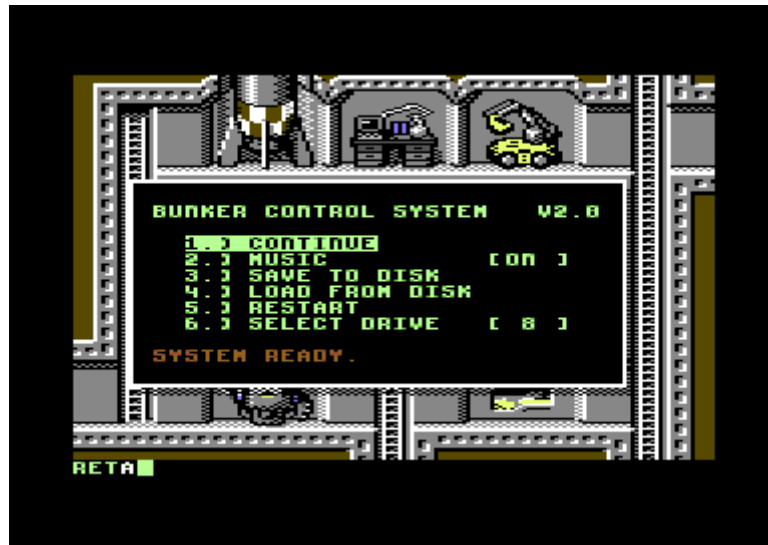 BUNKER CONTROL SYSTEM V2.0
1.) CONTINUE
2.) MUSIC [ON ]
3.) SAVE TO DISK
4.) LOAD FROM DISK
5.) RESTART
6.) SELECT DRIVE [ 8 ]
SYSTEM READY.
RETA